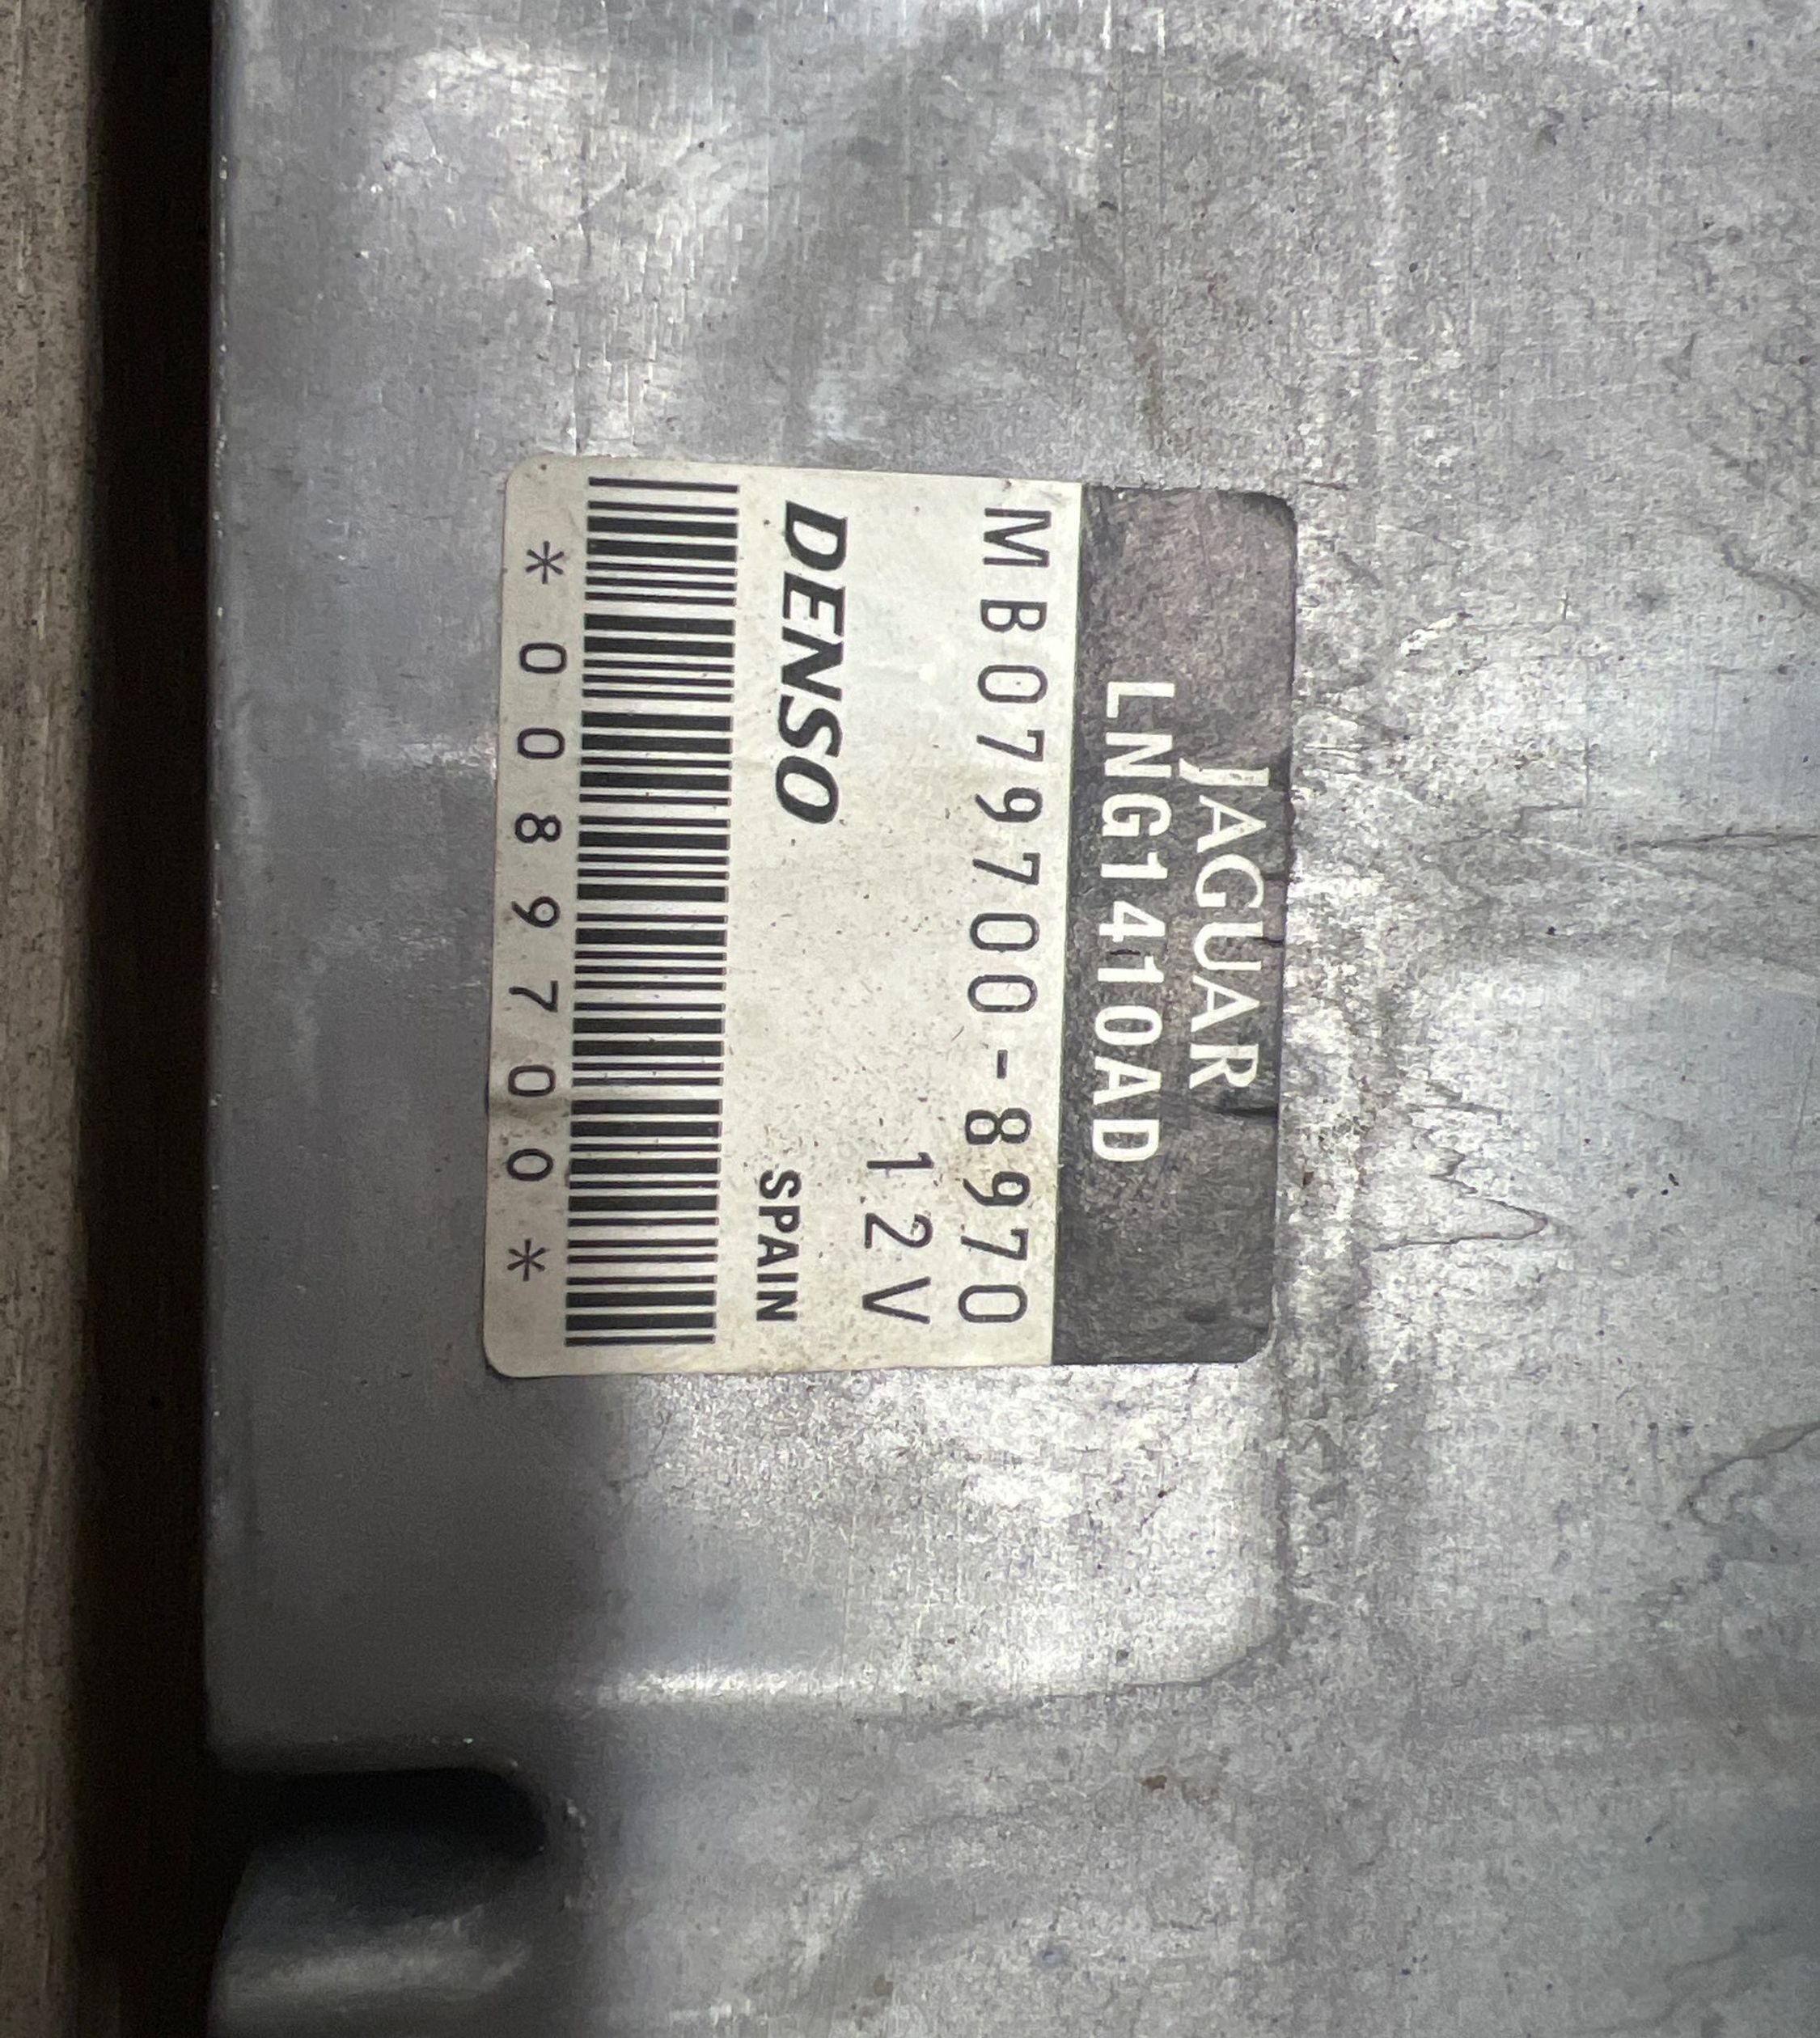 JAGUAR
LNG1410AD
MB079700-8970
12V
DENSO
SPAIN
*0089700*